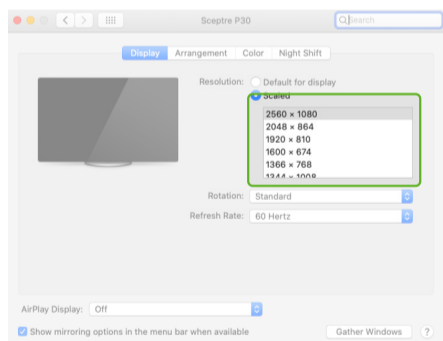 Sceptre P30
Search
Display Arrangement Color Night Shift
Resolution: Default for display
Scaled
2560 × 1080
2048 × 864
1920 × 810
1600 × 674
1366 × 768
1344 × 1008
Rotation: Standard
Refresh Rate: 60 Hertz
AirPlay Display: Off
Show mirroring options in the menu bar when available
Gather Windows ?